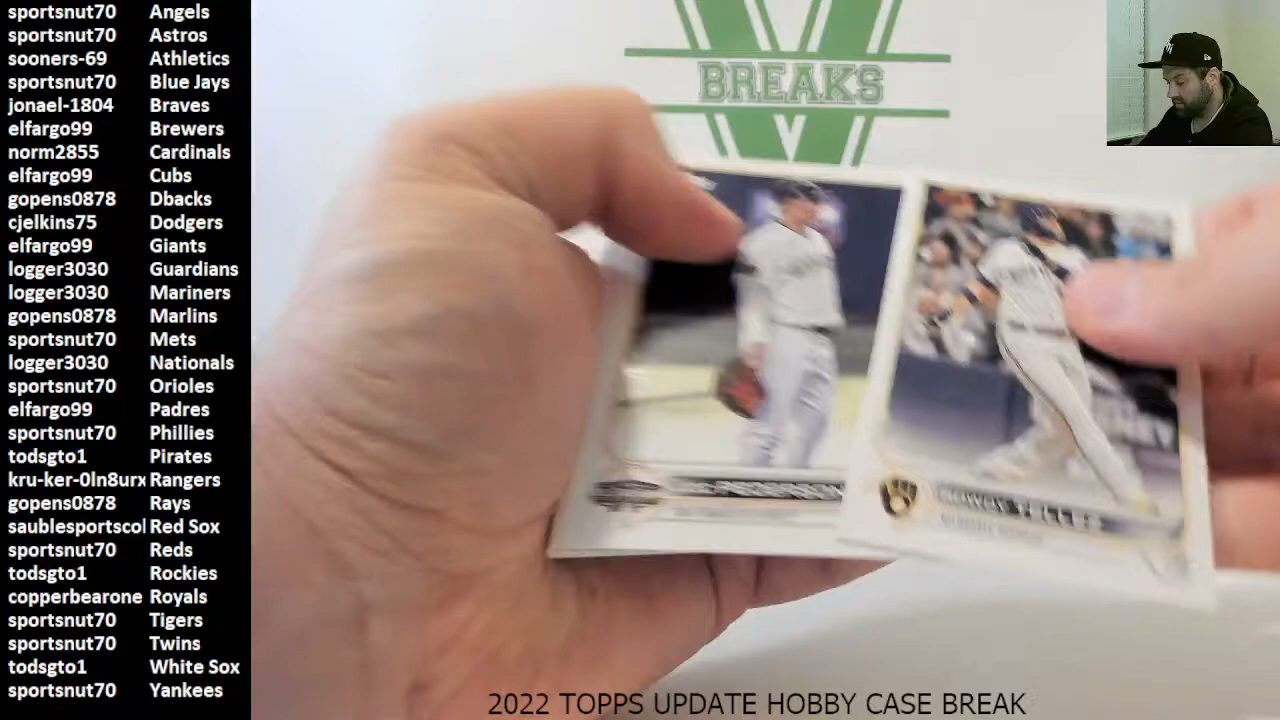 sportsnut70 Angels
sportsnut70 Astros
sooners-69 Athletics
sportsnut70 Blue Jays
jonael-1804 Braves
elfargo99 Brewers
norm2855 Cardinals
elfargo99 Cubs
gopens0878 Dbacks
cjelkins75 Dodgers
elfargo99 Giants
logger3030 Guardians
logger3030 Mariners
gopens0878 Marlins
sportsnut70 Mets
logger3030 Nationals
sportsnut70 Orioles
elfargo99 Padres
sportsnut70 Phillies
todsgto1 Pirates
kru-ker-0ln8urx Rangers
gopens0878 Rays
saublesportscol Red Sox
sportsnut70 Reds
todsgto1 Rockies
copperbearone Royals
sportsnut70 Tigers
sportsnut70 Twins
todsgto1 White Sox
sportsnut70 Yankees
V
BREAKS
ROWDY TELLEZ
2022 TOPPS UPDATE HOBBY CASE BREAK